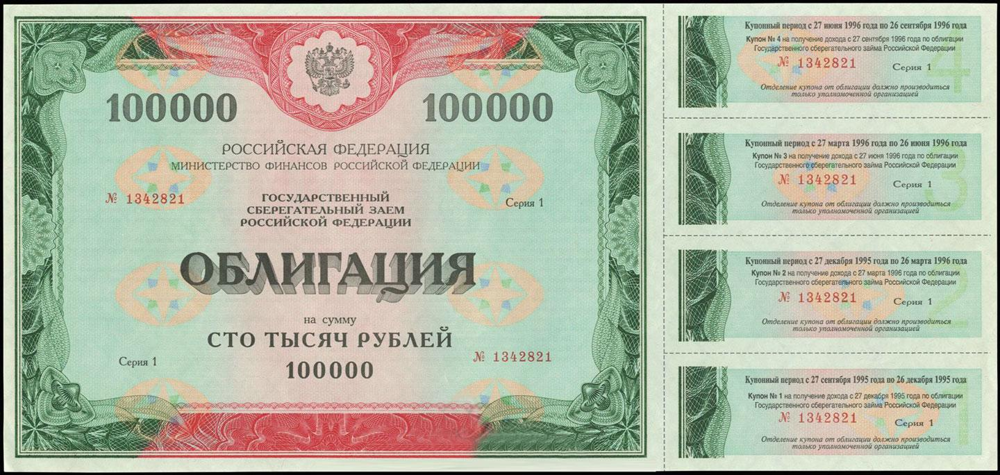 100000
100000
РОССИЙСКАЯ ФЕДЕРАЦИЯ
МИНИСТЕРСТВО ФИНАНСОВ РОССИЙСКОЙ ФЕДЕРАЦИИ
№ 1342821
ГОСУДАРСТВЕННЫЙ
СБЕРЕГАТЕЛЬНЫЙ ЗАЕМ
РОССИЙСКОЙ ФЕДЕРАЦИИ
Серия 1
ОБЛИГАЦИЯ
на сумму
СТО ТЫСЯЧ РУБЛЕЙ
100000
Серия 1
№ 1342821
Купонный период с 27 июня 1996 года по 26 сентября 1996 года
Купон № 4 на получение дохода с 27 сентября 1996 года по облигации
Государственного сберегательного займа Российской Федерации
№ 1342821
Серия 1
4
Отделение купона от облигации должно производиться
только уполномоченной организацией
Купонный период с 27 марта 1996 года по 26 июня 1996 года
Купон № 3 на получение дохода с 27 июня 1996 года по облигации
Государственного сберегательного займа Российской Федерации
№ 1342821
Серия 1
3
Отделение купона от облигации должно производиться
только уполномоченной организацией
Купонный период с 27 декабря 1995 года по 26 марта 1996 года
Купон № 2 на получение дохода с 27 марта 1996 года по облигации
Государственного сберегательного займа Российской Федерации
№ 1342821
Серия 1
2
Отделение купона от облигации должно производиться
только уполномоченной организацией
Купонный период с 27 сентября 1995 года по 26 декабря 1995 года
Купон № 1 на получение дохода с 27 декабря 1995 года по облигации
Государственного сберегательного займа Российской Федерации
№ 1342821
Серия 1
1
Отделение купона от облигации должно производиться
только уполномоченной организацией